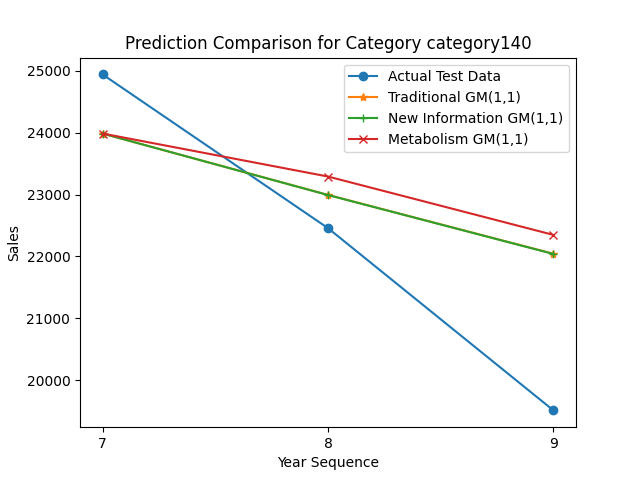 Prediction Comparison for Category category140
25000
24000
23000
22000
21000
20000
Sales
7
8
9
Year Sequence
Actual Test Data
Traditional GM(1,1)
New Information GM(1,1)
Metabolism GM(1,1)